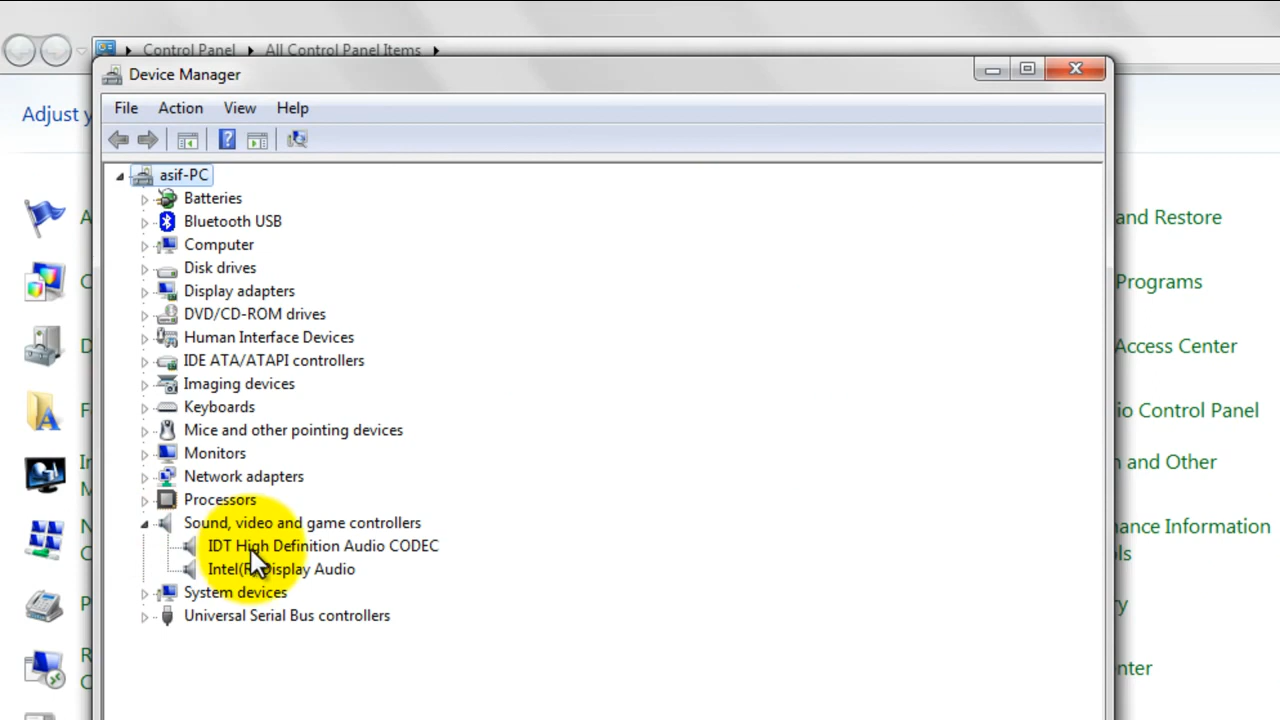 Control Panel All Control Panel Items
Device Manager
File Action View Help
Adjust y
asif-PC
Batteries
Bluetooth USB
Computer
Disk drives
Display adapters
DVD/CD-ROM drives
Human Interface Devices
IDE ATA/ATAPI controllers
Imaging devices
Keyboards
Mice and other pointing devices
Monitors
Network adapters
Processors
Sound, video and game controllers
IDT High Definition Audio CODEC
Intel(R) Display Audio
System devices
Universal Serial Bus controllers
A
C
D
F
In
M
N
C
P
R
C
and Restore
Programs
Access Center
io Control Panel
n and Other
nance Information
ls
y
enter